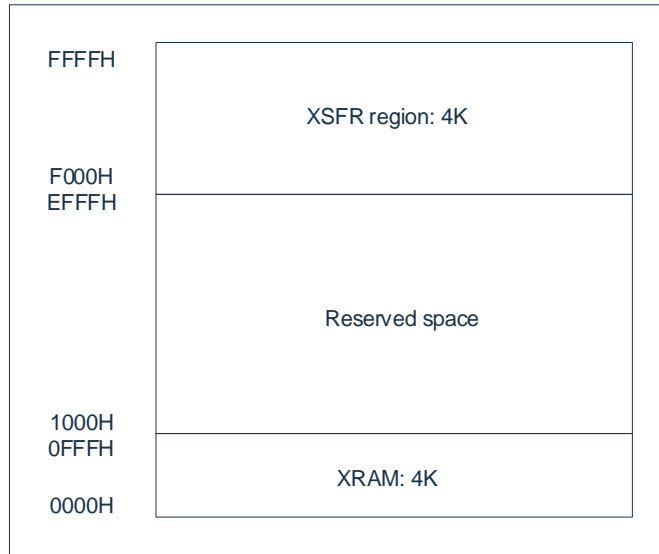 FFFFH
XSFR region: 4K
F000H
EFFFH
Reserved space
1000H
0FFFH
XRAM: 4K
0000H